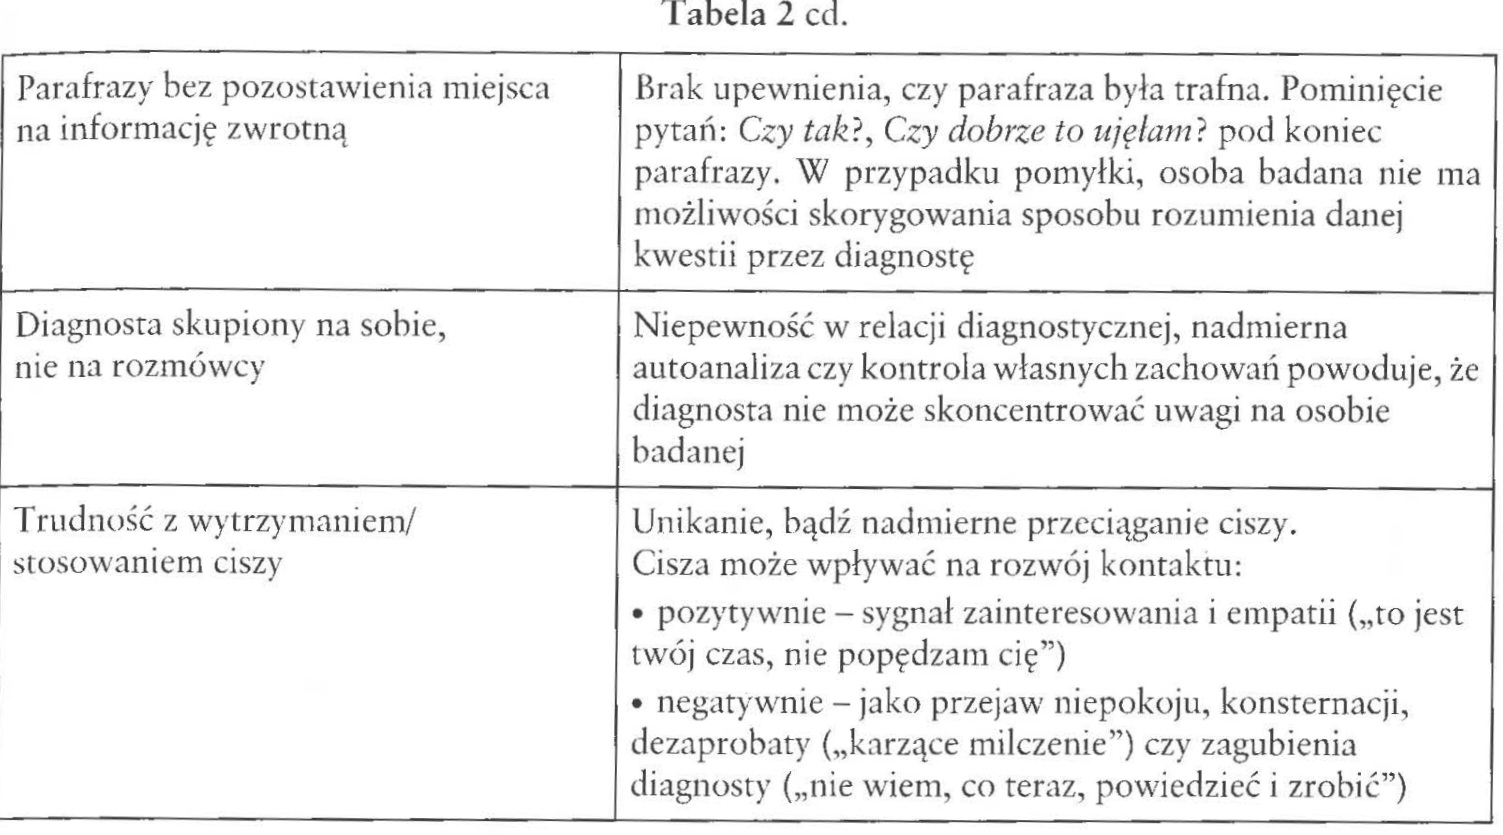 Tabela 2 cd.
Parafrazy bez pozostawienia miejsca
na informację zwrotną
Brak upewnienia, czy parafraza była trafna. Pominięcie
pytań: Czy tak?, Czy dobrze to ujęłam? pod koniec
parafrazy. W przypadku pomyłki, osoba badana nie ma
możliwości skorygowania sposobu rozumienia danej
kwestii przez diagnostę
Diagnosta skupiony na sobie,
nie na rozmówcy
Niepewność w relacji diagnostycznej, nadmierna
autoanaliza czy kontrola własnych zachowań powoduje, że
diagnosta nie może skoncentrować uwagi na osobie
badanej
Trudność z wytrzymaniem/
stosowaniem ciszy
Unikanie, bądź nadmierne przeciąganie ciszy.
Cisza może wpływać na rozwój kontaktu:
• pozytywnie – sygnał zainteresowania i empatii („to jest
twój czas, nie popędzam cię”)
• negatywnie – jako przejaw niepokoju, konsternacji,
dezaprobaty („karzące milczenie”) czy zagubienia
diagnosty („nie wiem, co teraz, powiedzieć i zrobić”)